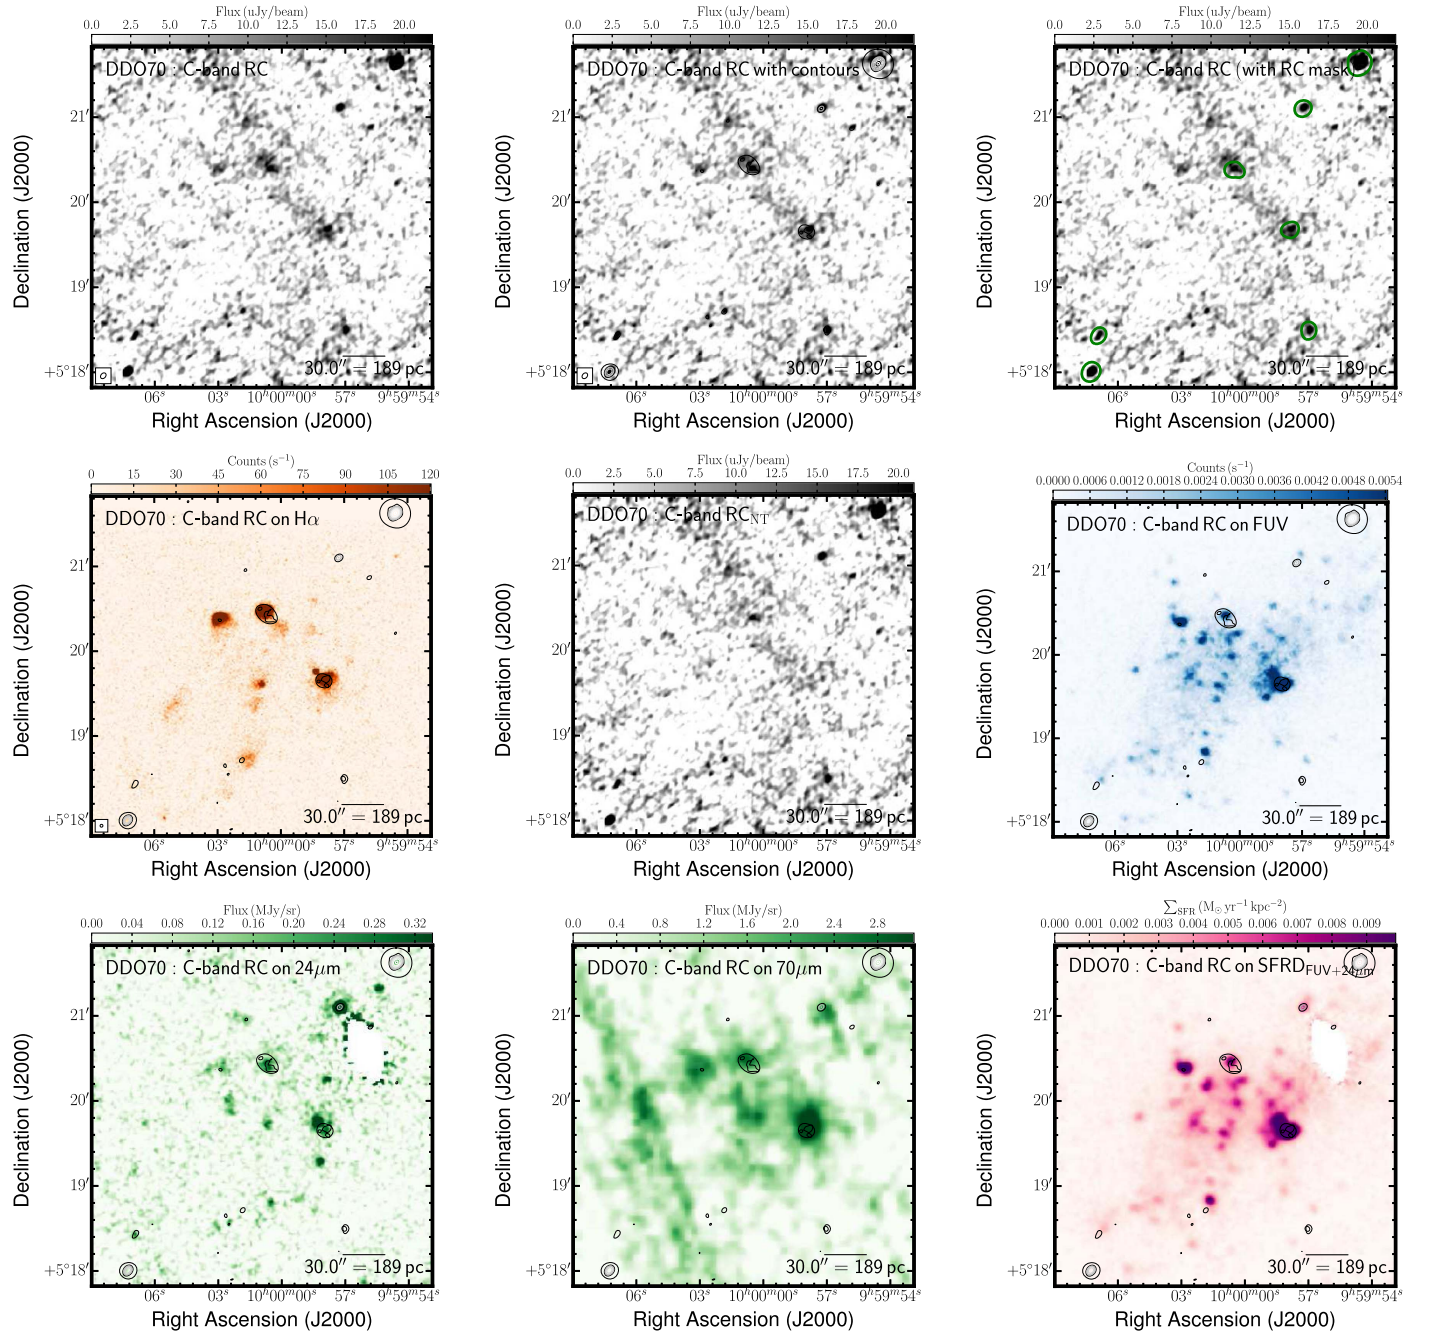 Flux (uJy/beam)
0.0 2.5 5.0 7.5 10.0 12.5 15.0 17.5 20.0
DDO70 : C-band RC
21′
20′
19′
+5°18′
Declination (J2000)
30.0″ = 189 pc
06ˢ 03ˢ 10ʰ00ᵐ00ˢ 57ˢ 9ʰ59ᵐ54ˢ
Right Ascension (J2000)
Flux (uJy/beam)
0.0 2.5 5.0 7.5 10.0 12.5 15.0 17.5 20.0
DDO70 : C-band RC with contours
21′
20′
19′
+5°18′
Declination (J2000)
30.0″ = 189 pc
06ˢ 03ˢ 10ʰ00ᵐ00ˢ 57ˢ 9ʰ59ᵐ54ˢ
Right Ascension (J2000)
Flux (uJy/beam)
0.0 2.5 5.0 7.5 10.0 12.5 15.0 17.5 20.0
DDO70 : C-band RC (with RC mask)
21′
20′
19′
+5°18′
Declination (J2000)
30.0″ = 189 pc
06ˢ 03ˢ 10ʰ00ᵐ00ˢ 57ˢ 9ʰ59ᵐ54ˢ
Right Ascension (J2000)
Counts (s⁻¹)
0 15 30 45 60 75 90 105 120
DDO70 : C-band RC on Hα
21′
20′
19′
+5°18′
Declination (J2000)
30.0″ = 189 pc
06ˢ 03ˢ 10ʰ00ᵐ00ˢ 57ˢ 9ʰ59ᵐ54ˢ
Right Ascension (J2000)
Flux (uJy/beam)
0.0 2.5 5.0 7.5 10.0 12.5 15.0 17.5 20.0
DDO70 : C-band RC_NT
21′
20′
19′
+5°18′
Declination (J2000)
30.0″ = 189 pc
06ˢ 03ˢ 10ʰ00ᵐ00ˢ 57ˢ 9ʰ59ᵐ54ˢ
Right Ascension (J2000)
Counts (s⁻¹)
0.0000 0.0006 0.0012 0.0018 0.0024 0.0030 0.0036 0.0042 0.0048 0.0054
DDO70 : C-band RC on FUV
21′
20′
19′
+5°18′
Declination (J2000)
30.0″ = 189 pc
06ˢ 03ˢ 10ʰ00ᵐ00ˢ 57ˢ 9ʰ59ᵐ54ˢ
Right Ascension (J2000)
Flux (MJy/sr)
0.0 0.04 0.08 0.12 0.16 0.20 0.24 0.28 0.32
DDO70 : C-band RC on 24μm
21′
20′
19′
+5°18′
Declination (J2000)
30.0″ = 189 pc
06ˢ 03ˢ 10ʰ00ᵐ00ˢ 57ˢ 9ʰ59ᵐ54ˢ
Right Ascension (J2000)
Flux (MJy/sr)
0.0 0.4 0.8 1.2 1.6 2.0 2.4 2.8
DDO70 : C-band RC on 70μm
21′
20′
19′
+5°18′
Declination (J2000)
30.0″ = 189 pc
06ˢ 03ˢ 10ʰ00ᵐ00ˢ 57ˢ 9ʰ59ᵐ54ˢ
Right Ascension (J2000)
∑_SFR (M_⊙ yr⁻¹ kpc⁻²)
0.000 0.001 0.002 0.003 0.004 0.005 0.006 0.007 0.008 0.009
DDO70 : C-band RC on SFRD_FUV+24μm
21′
20′
19′
+5°18′
Declination (J2000)
30.0″ = 189 pc
06ˢ 03ˢ 10ʰ00ᵐ00ˢ 57ˢ 9ʰ59ᵐ54ˢ
Right Ascension (J2000)